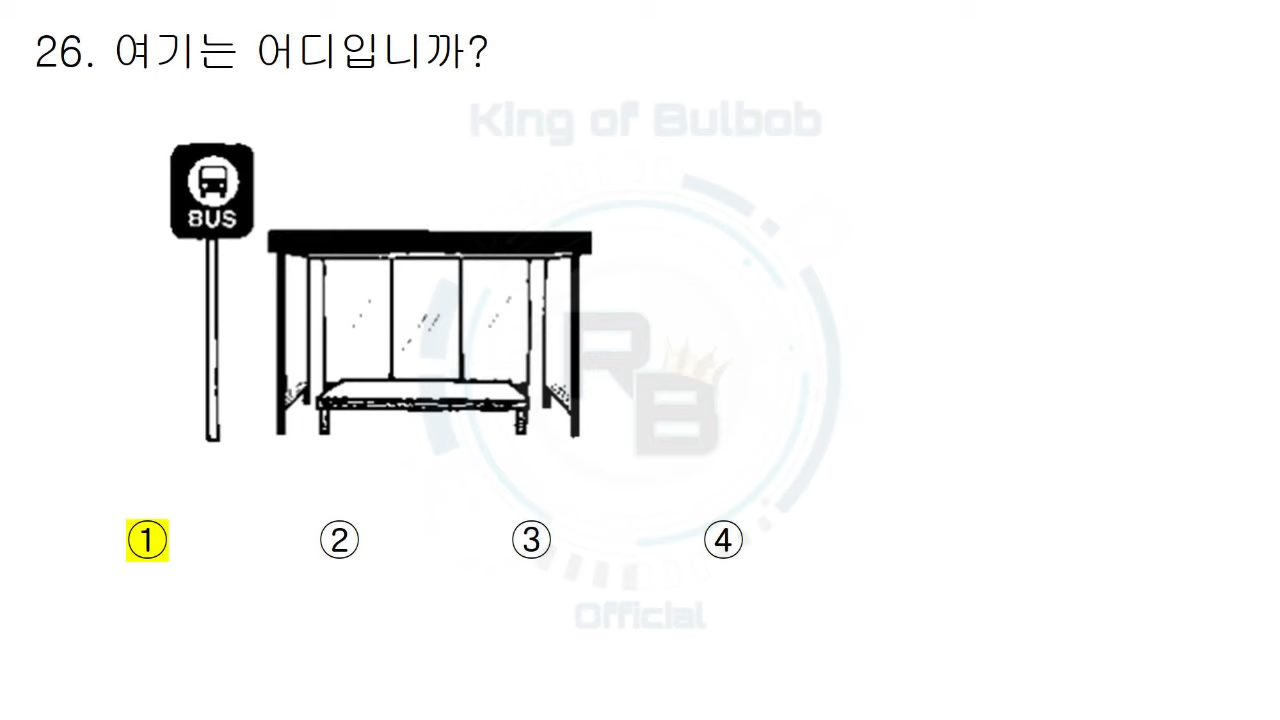 26. 여기는 어디입니까?
King of Bulbob
BUS
RB
① ② ③ ④
Official